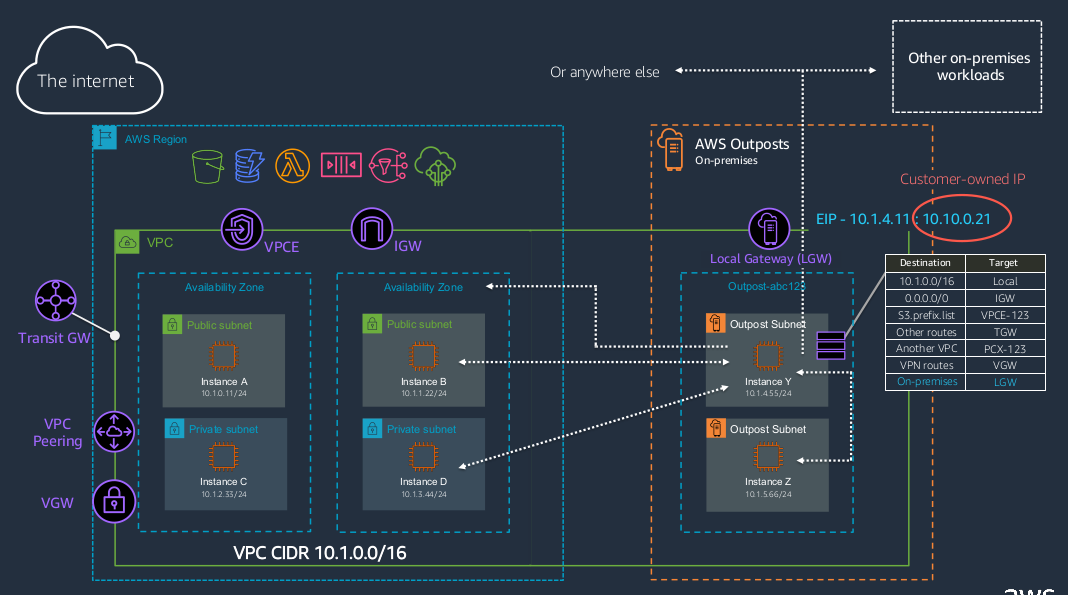 The internet
Or anywhere else
Other on-premises
workloads
AWS Region
AWS Outposts
On-premises
Customer-owned IP
EIP - 10.1.4.11 : 10.10.0.21
VPC
VPCE
IGW
Local Gateway (LGW)
Destination Target
10.1.0.0/16 Local
0.0.0.0/0 IGW
S3.prefix.list VPCE-123
Other routes TGW
Another VPC PCX-123
VPN routes VGW
On-premises LGW
Availability Zone
Availability Zone
Outpost-abc123
Transit GW
Public subnet
Instance A
10.1.0.11/24
Public subnet
Instance B
10.1.1.22/24
Outpost Subnet
Instance Y
10.1.4.55/24
VPC
Peering
Private subnet
Instance C
10.1.2.33/24
Private subnet
Instance D
10.1.3.44/24
Outpost Subnet
Instance Z
10.1.5.66/24
VGW
VPC CIDR 10.1.0.0/16
aws